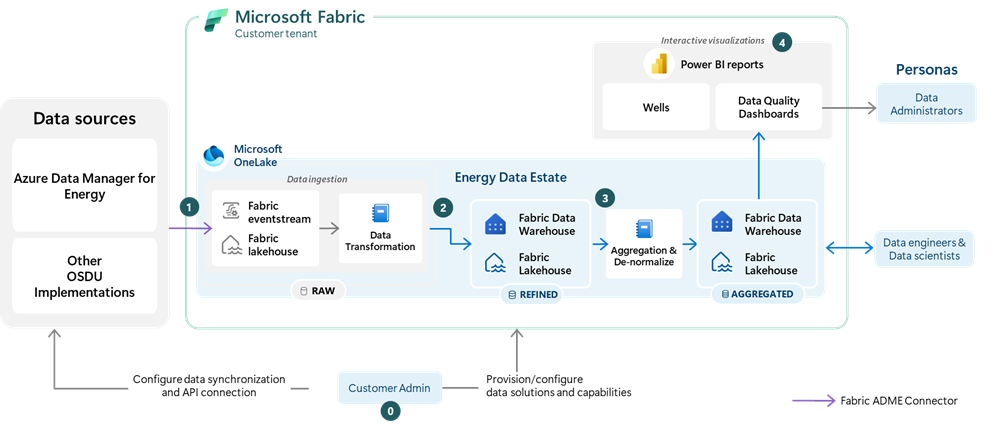 Microsoft Fabric
Customer tenant
Interactive visualizations
4
Power BI reports
Wells
Data Quality
Dashboards
Personas
Data
Administrators
Data sources
Azure Data Manager for
Energy
Other
OSDU
Implementations
Microsoft
OneLake
Data ingestion
Energy Data Estate
1
Fabric
eventstream
Fabric
lakehouse
Data
Transformation
2
Fabric Data
Warehouse
Fabric
Lakehouse
3
Aggregation &
De-normalize
Fabric Data
Warehouse
Fabric
Lakehouse
Data engineers &
Data scientists
RAW
REFINED
AGGREGATED
Configure data synchronization
and API connection
Customer Admin
0
Provision/configure
data solutions and capabilities
Fabric ADME Connector